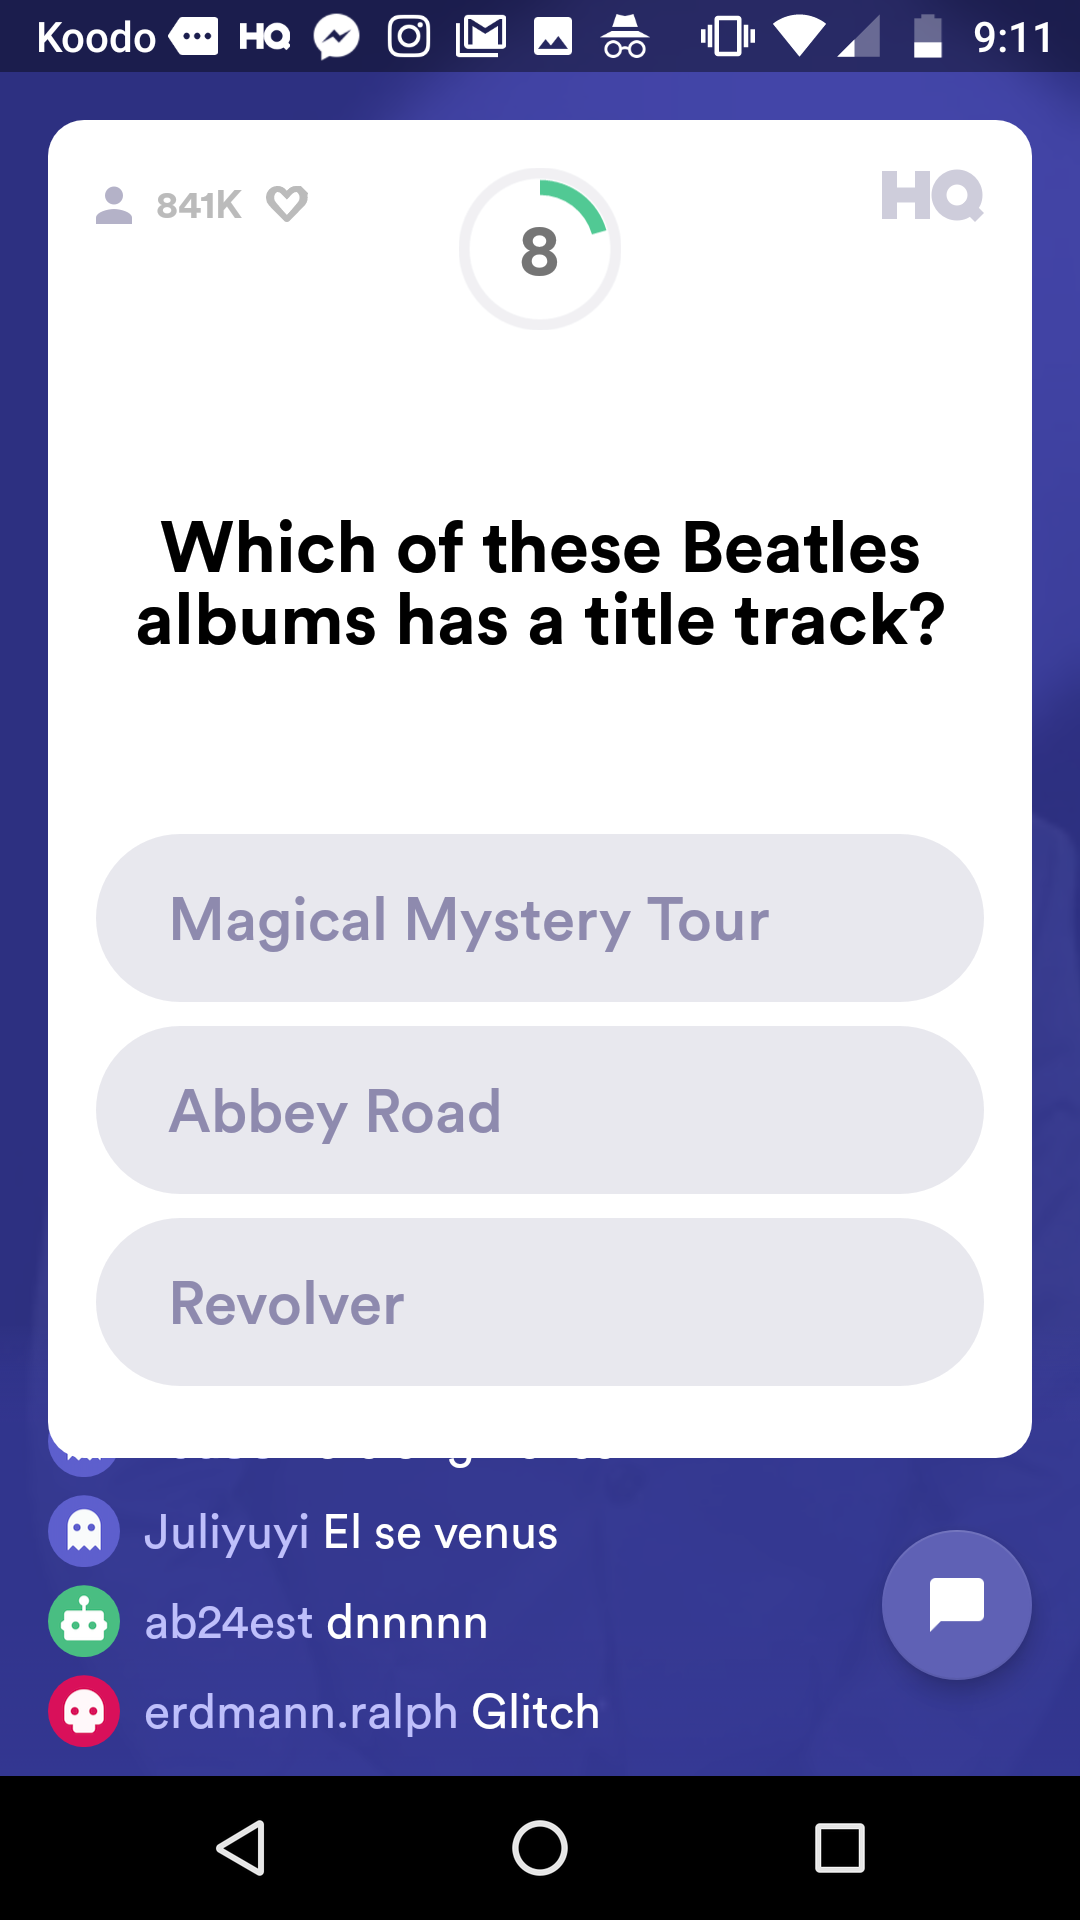 Koodo HQ 9:11
841K HQ
8
Which of these Beatles
albums has a title track?
Magical Mystery Tour
Abbey Road
Revolver
Juliyuyi El se venus
ab24est dnnnnn
erdmann.ralph Glitch